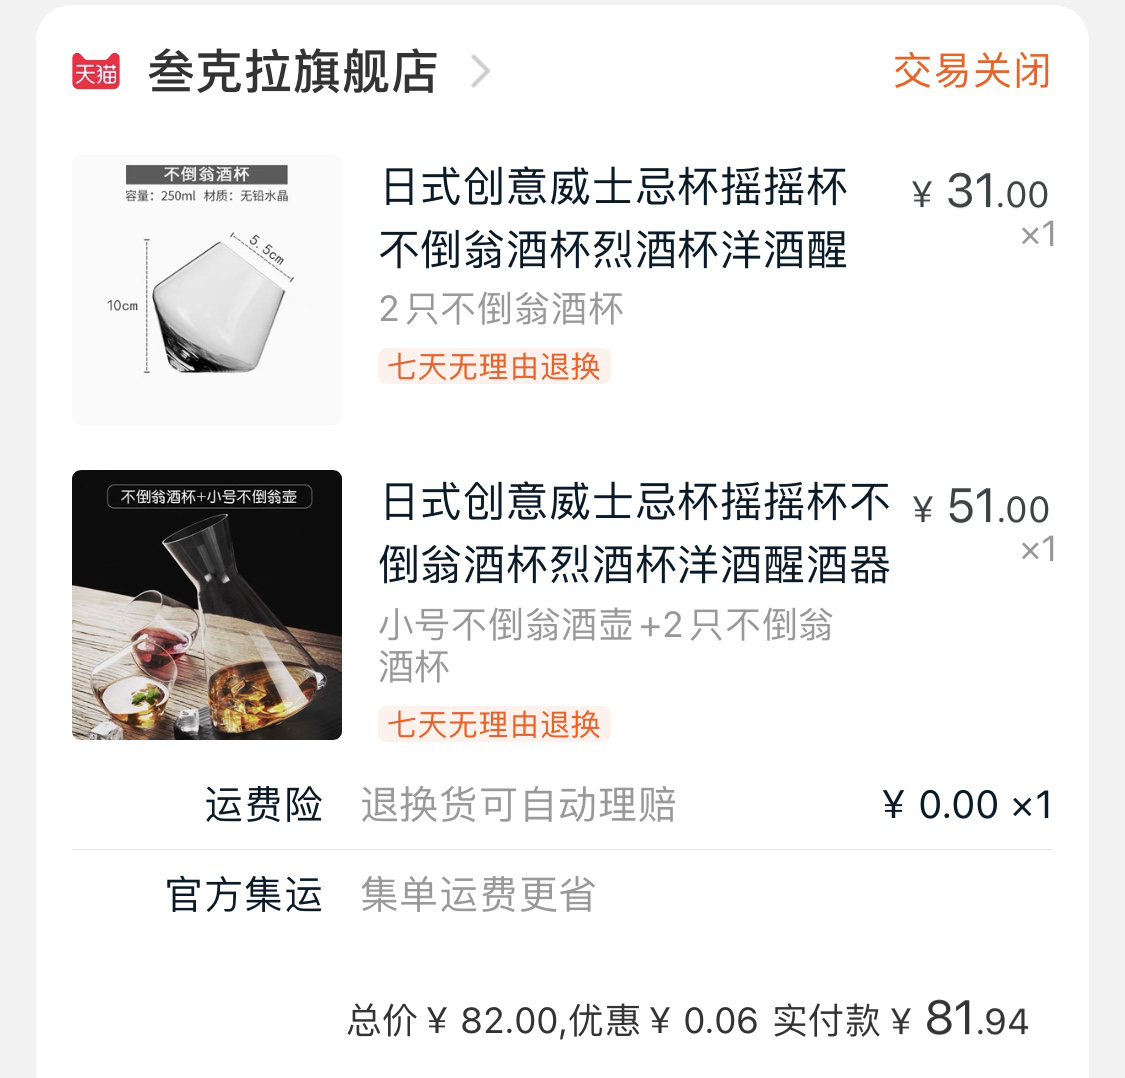 天猫 叁克拉旗舰店 交易关闭
不倒翁酒杯
容量：250ml 材质：无铅水晶
5.5cm
10cm
日式创意威士忌杯摇摇杯 ¥ 31.00
不倒翁酒杯烈酒杯洋酒醒 ×1
2只不倒翁酒杯
七天无理由退换
不倒翁酒杯+小号不倒翁壶
日式创意威士忌杯摇摇杯不 ¥ 51.00
倒翁酒杯烈酒杯洋酒醒酒器 ×1
小号不倒翁酒壶+2只不倒翁
酒杯
七天无理由退换
运费险 退换货可自动理赔 ¥ 0.00 ×1
官方集运 集单运费更省
总价 ¥ 82.00,优惠 ¥ 0.06 实付款 ¥ 81.94